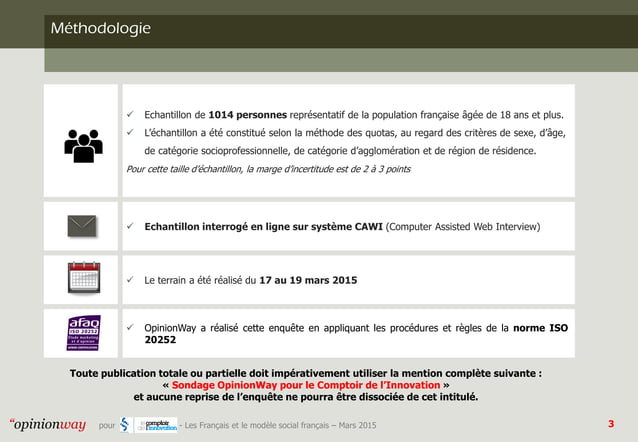 Méthodologie
Echantillon de 1014 personnes représentatif de la population française âgée de 18 ans et plus.
L’échantillon a été constitué selon la méthode des quotas, au regard des critères de sexe, d’âge,
de catégorie socioprofessionnelle, de catégorie d’agglomération et de région de résidence.
Pour cette taille d’échantillon, la marge d’incertitude est de 2 à 3 points
Echantillon interrogé en ligne sur système CAWI (Computer Assisted Web Interview)
Le terrain a été réalisé du 17 au 19 mars 2015
afaq
ISO 20252
Etude marketing
et d'opinion
AFNOR CERTIFICATION
OpinionWay a réalisé cette enquête en appliquant les procédures et règles de la norme ISO
20252
Toute publication totale ou partielle doit impérativement utiliser la mention complète suivante :
« Sondage OpinionWay pour le Comptoir de l’Innovation »
et aucune reprise de l’enquête ne pourra être dissociée de cet intitulé.
“opinionway
pour
le comptoir
de l'innovation
- Les Français et le modèle social français – Mars 2015
3